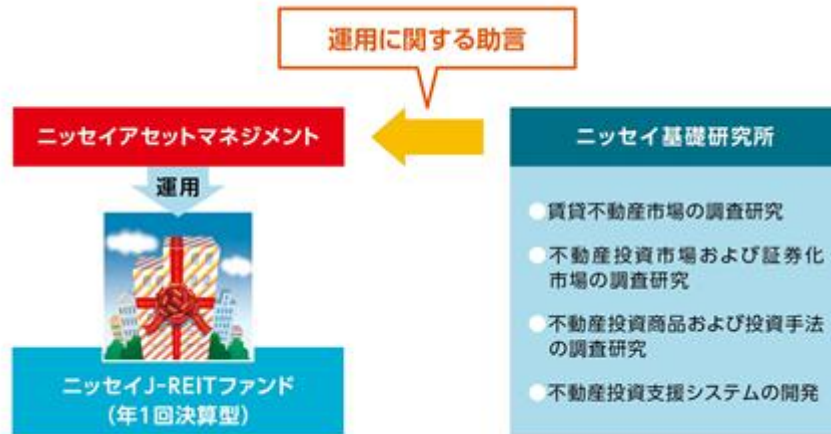 運用に関する助言
ニッセイアセットマネジメント
ニッセイ基礎研究所
運用
賃貸不動産市場の調査研究
不動産投資市場および証券化
市場の調査研究
不動産投資商品および投資手法
の調査研究
不動産投資支援システムの開発
ニッセイJ-REITファンド
(年1回決算型)